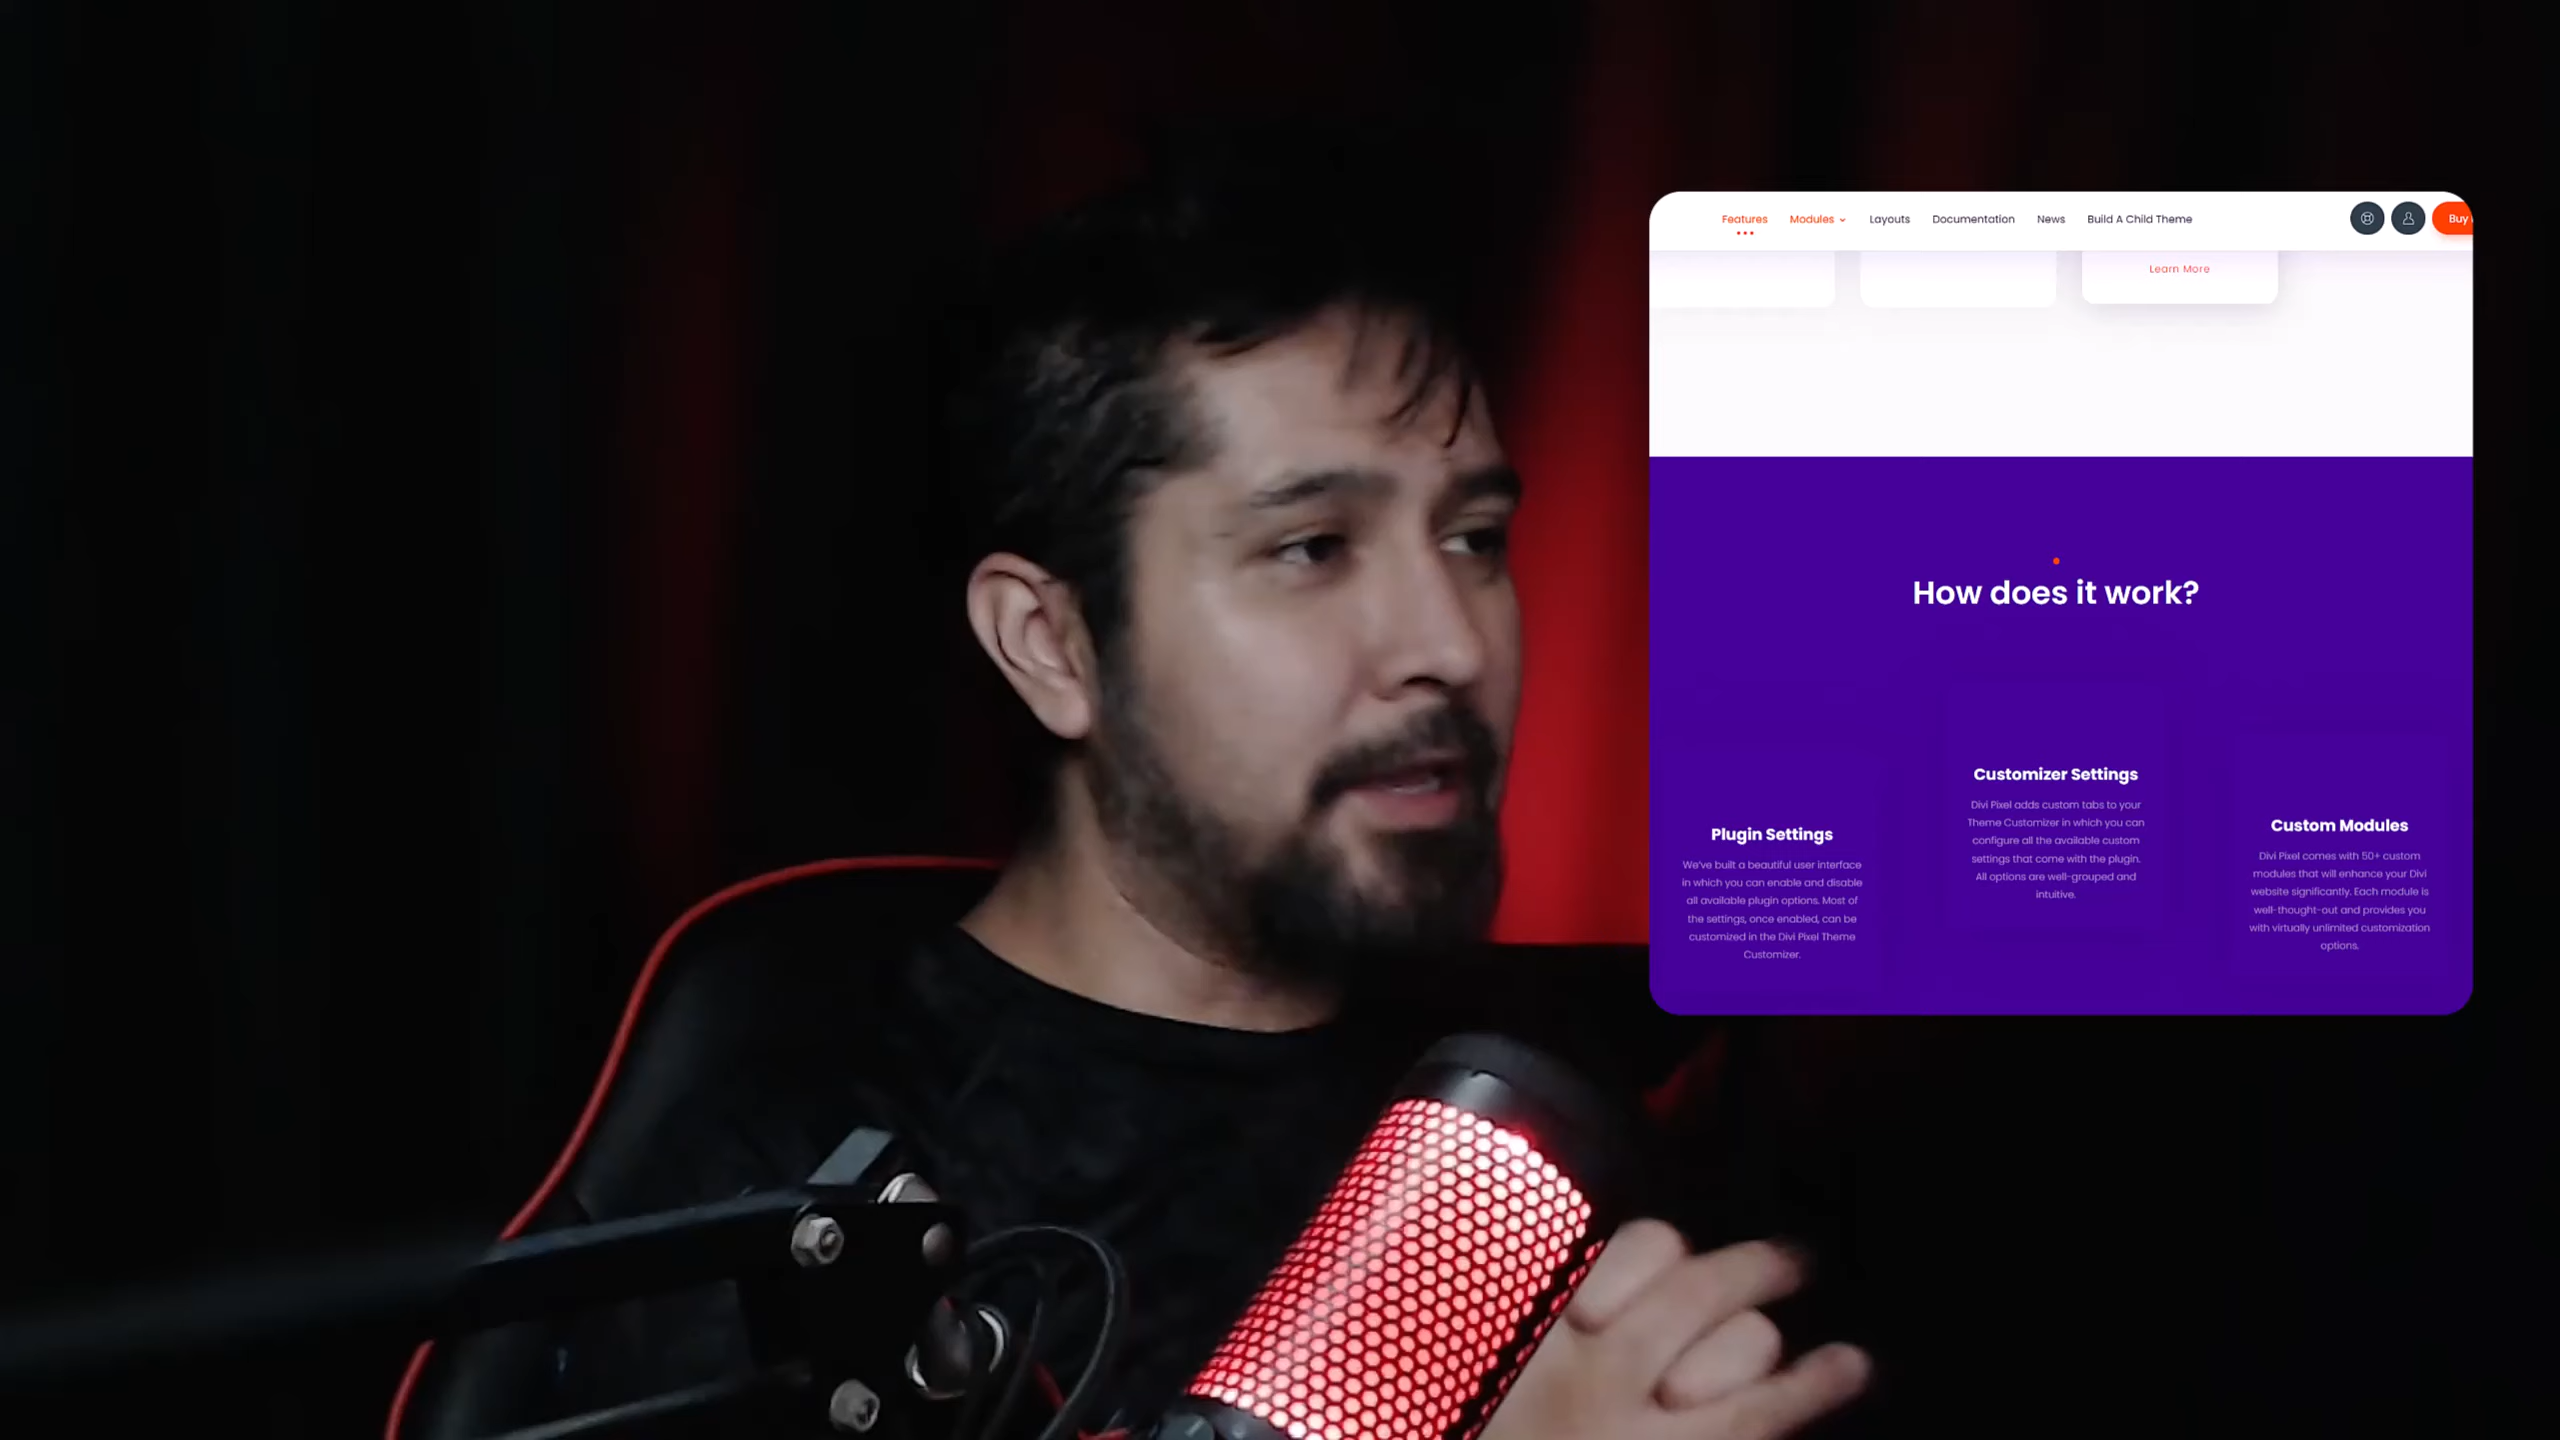 Features Modules Layouts Documentation News Build A Child Theme Buy
Learn More
How does it work?
Plugin Settings
We've built a beautiful user interface
in which you can enable and disable
all available plugin options. Most of
the settings, once enabled, can be
customized in the Divi Pixel Theme
Customizer.
Customizer Settings
Divi Pixel adds custom tabs to your
Theme Customizer in which you can
configure all the available custom
settings that come with the plugin.
All options are well-grouped and
intuitive.
Custom Modules
Divi Pixel comes with 50+ custom
modules that will enhance your Divi
website significantly. Each module is
well-thought-out and provides you
with virtually unlimited customization
options.